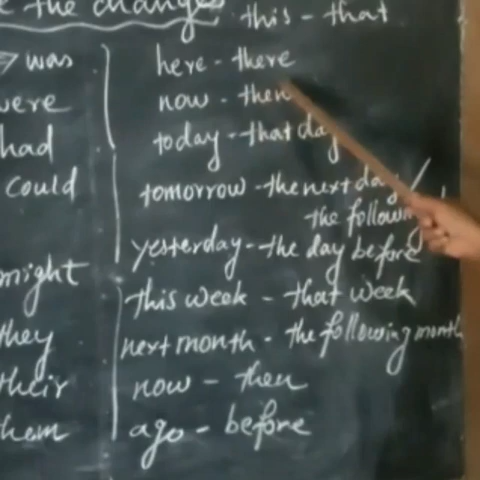 the changes
this - that
was
here - there
were
now - then
had
today - that day
could
tomorrow - the next day /
the following
yesterday - the day before
might
this week - that week
they
next month - the following month
their
now - then
them
ago - before